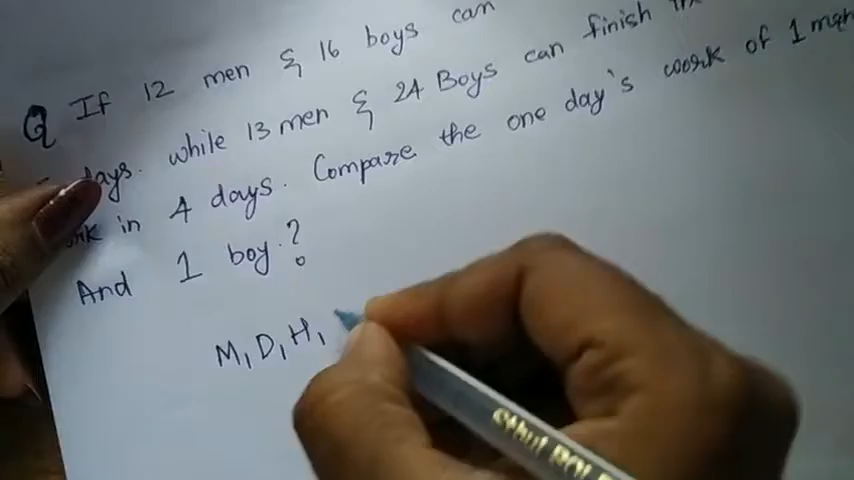 Q If 12 men & 16 boys can
days. while 13 men & 24 Boys can finish
in 4 days. Compare the one day's work of 1 man
And 1 boy.?
M₁D₁H₁